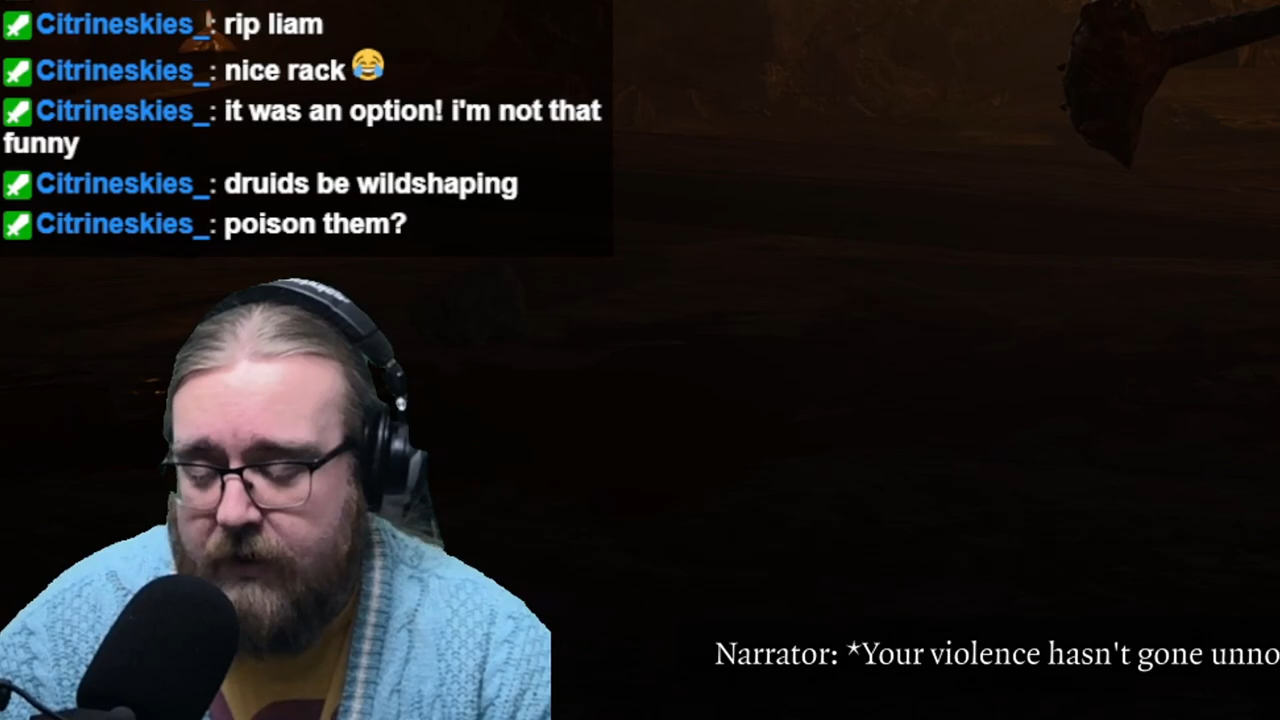 Citrineskies_: rip liam
Citrineskies_: nice rack 😂
Citrineskies_: it was an option! i'm not that
funny
Citrineskies_: druids be wildshaping
Citrineskies_: poison them?
Narrator: *Your violence hasn't gone unno